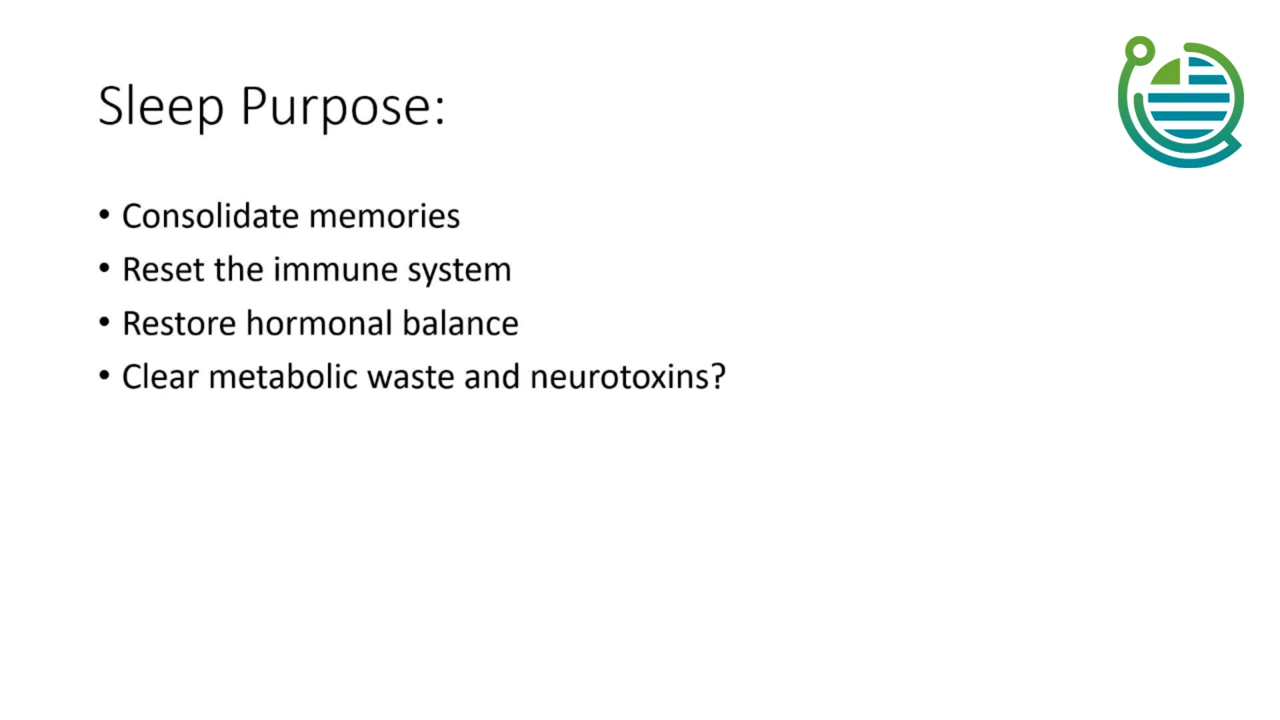 Sleep Purpose:
• Consolidate memories
• Reset the immune system
• Restore hormonal balance
• Clear metabolic waste and neurotoxins?